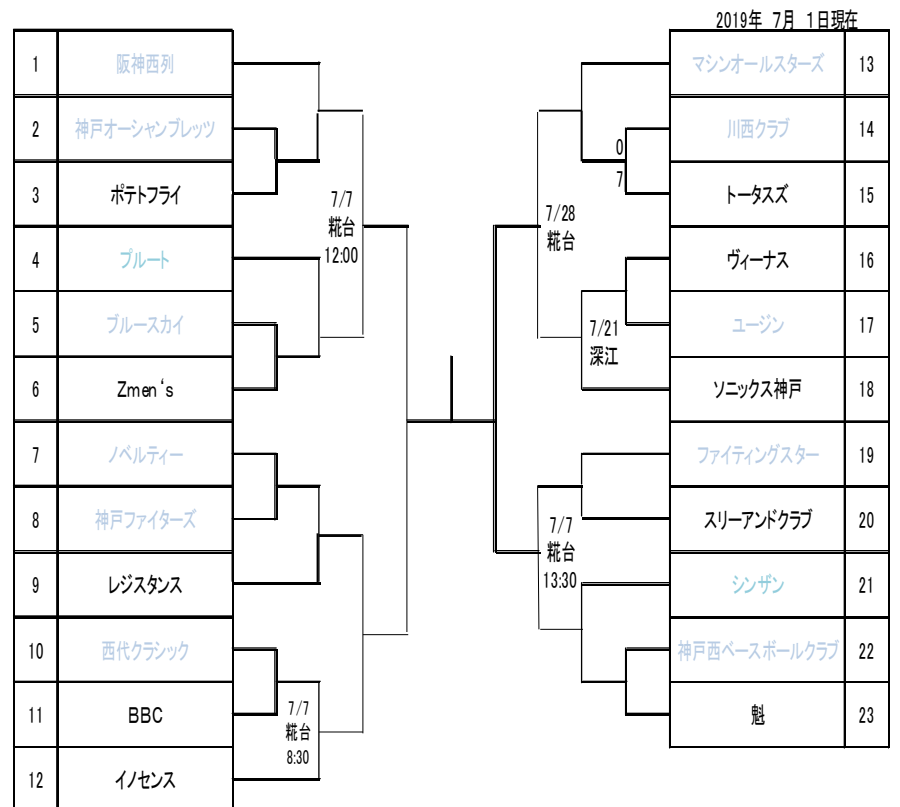 2019年 7月 1日現在
1 阪神西列
2 神戸オーシャンブレッツ
3 ポテトフライ
4 プルート
5 ブルースカイ
6 Zmen‘s
7 ノベルティー
8 神戸ファイターズ
9 レジスタンス
10 西代クラシック
11 BBC
12 イノセンス
7/7
糀台
12:00
7/7
糀台
8:30
7/28
糀台
0
7
7/21
深江
7/7
糀台
13:30
マシンオールスターズ 13
川西クラブ 14
トータスズ 15
ヴィーナス 16
ユージン 17
ソニックス神戸 18
ファイティングスター 19
スリーアンドクラブ 20
シンザン 21
神戸西ベースボールクラブ 22
魁 23